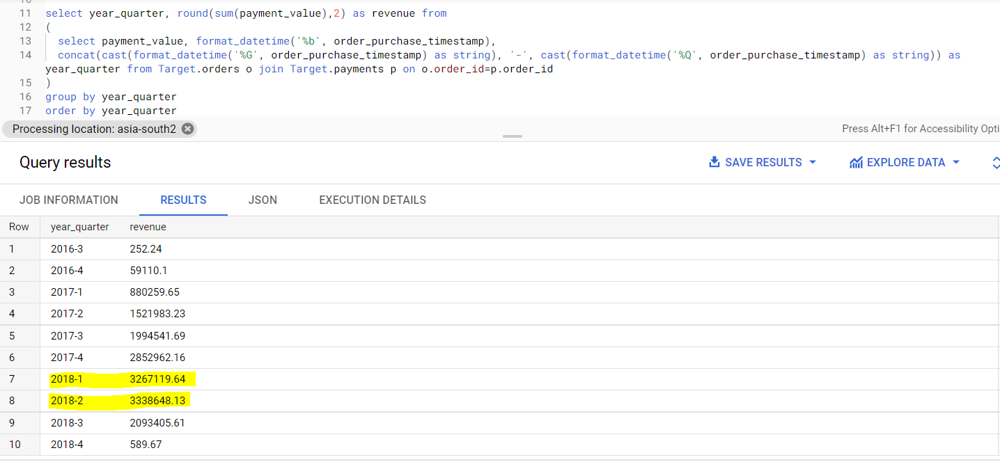 11 select year_quarter, round(sum(payment_value),2) as revenue from
12 (
13 select payment_value, format_datetime('%b', order_purchase_timestamp),
14 concat(cast(format_datetime('%G', order_purchase_timestamp) as string), '-', cast(format_datetime('%Q', order_purchase_timestamp) as string)) as
year_quarter from Target.orders o join Target.payments p on o.order_id=p.order_id
15 )
16 group by year_quarter
17 order by year_quarter
Processing location: asia-south2
Press Alt+F1 for Accessibility Opti
Query results
SAVE RESULTS
EXPLORE DATA
JOB INFORMATION RESULTS JSON EXECUTION DETAILS
Row year_quarter revenue
1 2016-3 252.24
2 2016-4 59110.1
3 2017-1 880259.65
4 2017-2 1521983.23
5 2017-3 1994541.69
6 2017-4 2852962.16
7 2018-1 3267119.64
8 2018-2 3338648.13
9 2018-3 2093405.61
10 2018-4 589.67